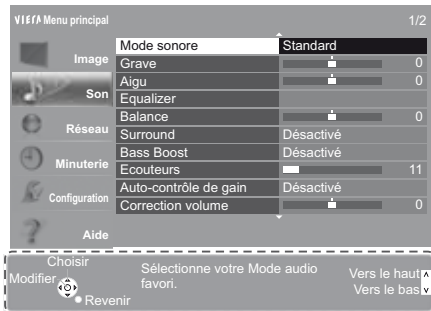 VIErA Menu principal 1/2
Image
Son
Réseau
Minuterie
Configuration
Aide
Mode sonore Standard
Grave 0
Aigu 0
Equalizer
Balance 0
Surround Désactivé
Bass Boost Désactivé
Ecouteurs 11
Auto-contrôle de gain Désactivé
Correction volume 0
Choisir
Modifier
Revenir
Sélectionne votre Mode audio
favori.
Vers le haut
Vers le bas